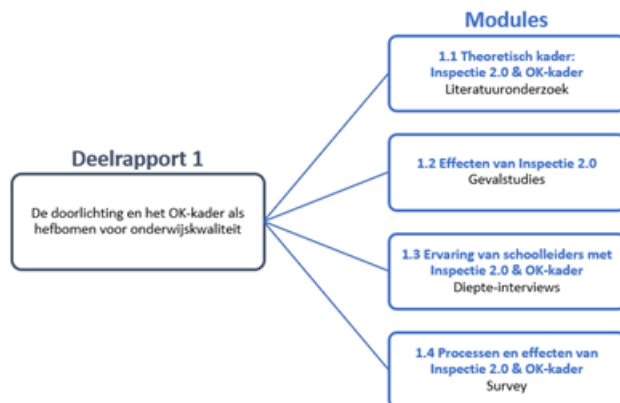 Modules
1.1 Theoretisch kader:
Inspectie 2.0 & OK-kader
Literatuuronderzoek
Deelrapport 1
De doorlichting en het OK-kader als
hefbomen voor onderwijskwaliteit
1.2 Effecten van Inspectie 2.0
Gevalstudies
1.3 Ervaring van schoolleiders met
Inspectie 2.0 & OK-kader
Diepte-interviews
1.4 Processen en effecten van
Inspectie 2.0 & OK-kader
Survey